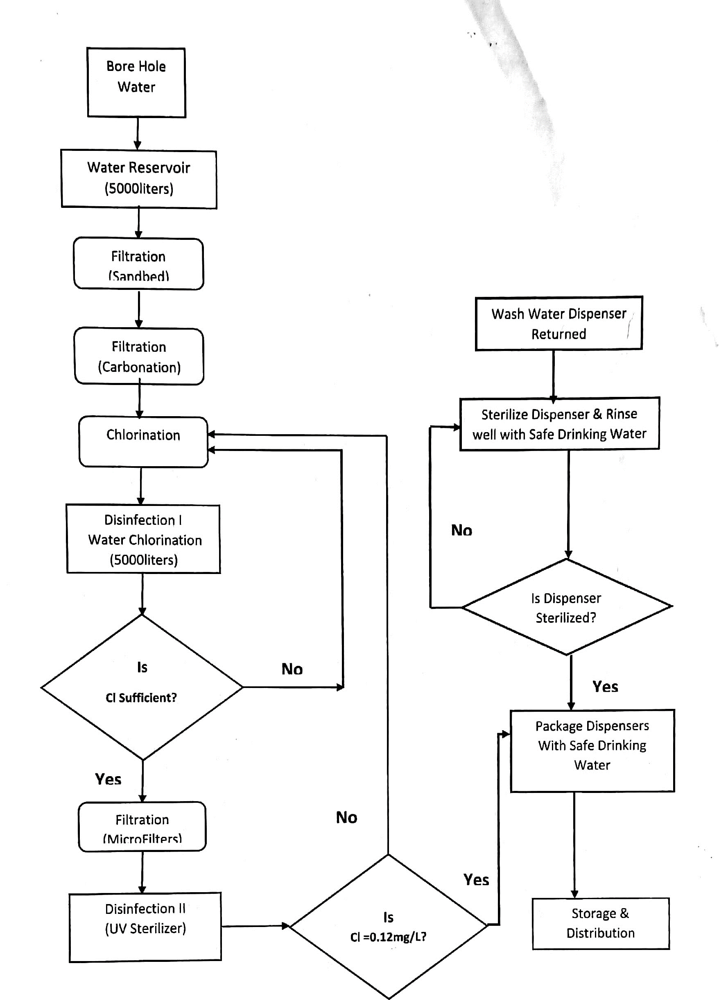 Bore Hole
Water
Water Reservoir
(5000liters)
Filtration
(Sandbed)
Filtration
(Carbonation)
Chlorination
Disinfection I
Water Chlorination
(5000liters)
Is
Cl Sufficient?
No
Yes
Filtration
(MicroFilters)
Disinfection II
(UV Sterilizer)
Is
Cl =0.12mg/L?
No
Yes
Wash Water Dispenser
Returned
Sterilize Dispenser & Rinse
well with Safe Drinking Water
No
Is Dispenser
Sterilized?
Yes
Package Dispensers
With Safe Drinking
Water
Storage &
Distribution